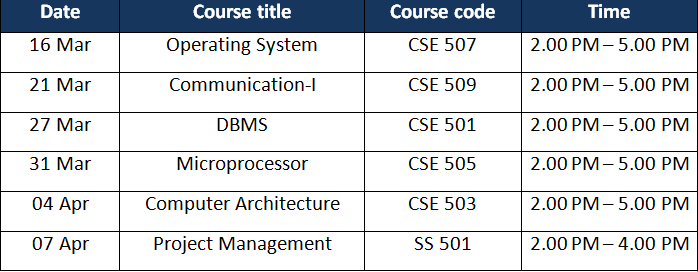 Date Course title Course code Time
16 Mar Operating System CSE 507 2.00 PM – 5.00 PM
21 Mar Communication-I CSE 509 2.00 PM – 5.00 PM
27 Mar DBMS CSE 501 2.00 PM – 5.00 PM
31 Mar Microprocessor CSE 505 2.00 PM – 5.00 PM
04 Apr Computer Architecture CSE 503 2.00 PM – 5.00 PM
07 Apr Project Management SS 501 2.00 PM – 4.00 PM